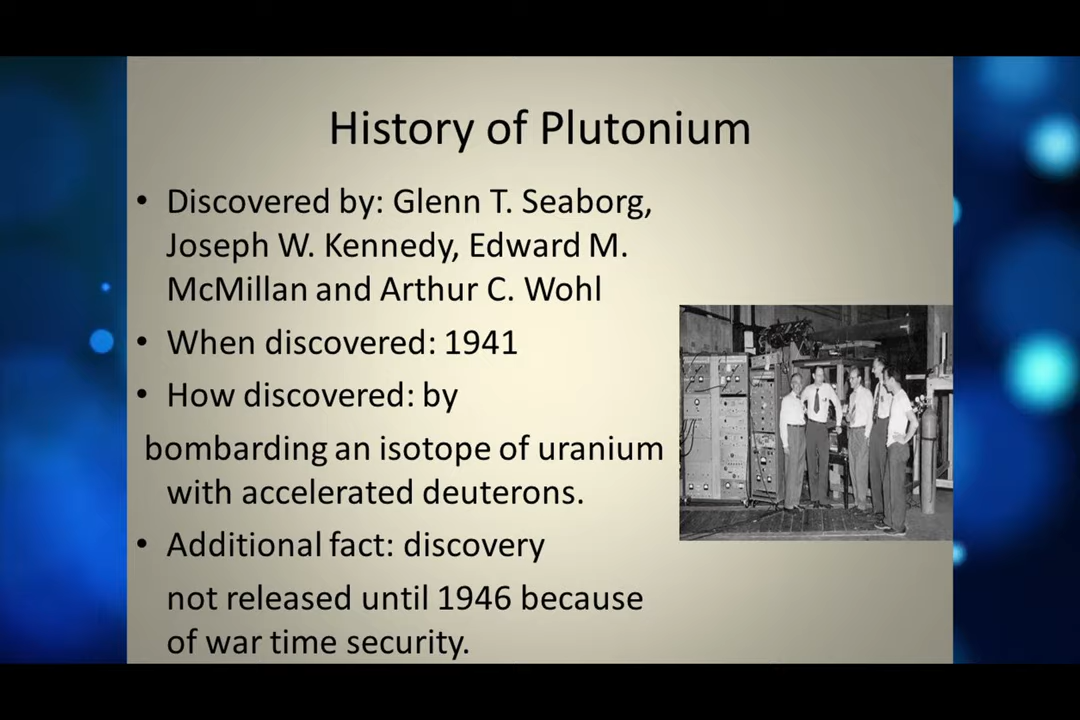 History of Plutonium
• Discovered by: Glenn T. Seaborg,
Joseph W. Kennedy, Edward M.
McMillan and Arthur C. Wohl
• When discovered: 1941
• How discovered: by
bombarding an isotope of uranium
with accelerated deuterons.
• Additional fact: discovery
not released until 1946 because
of war time security.